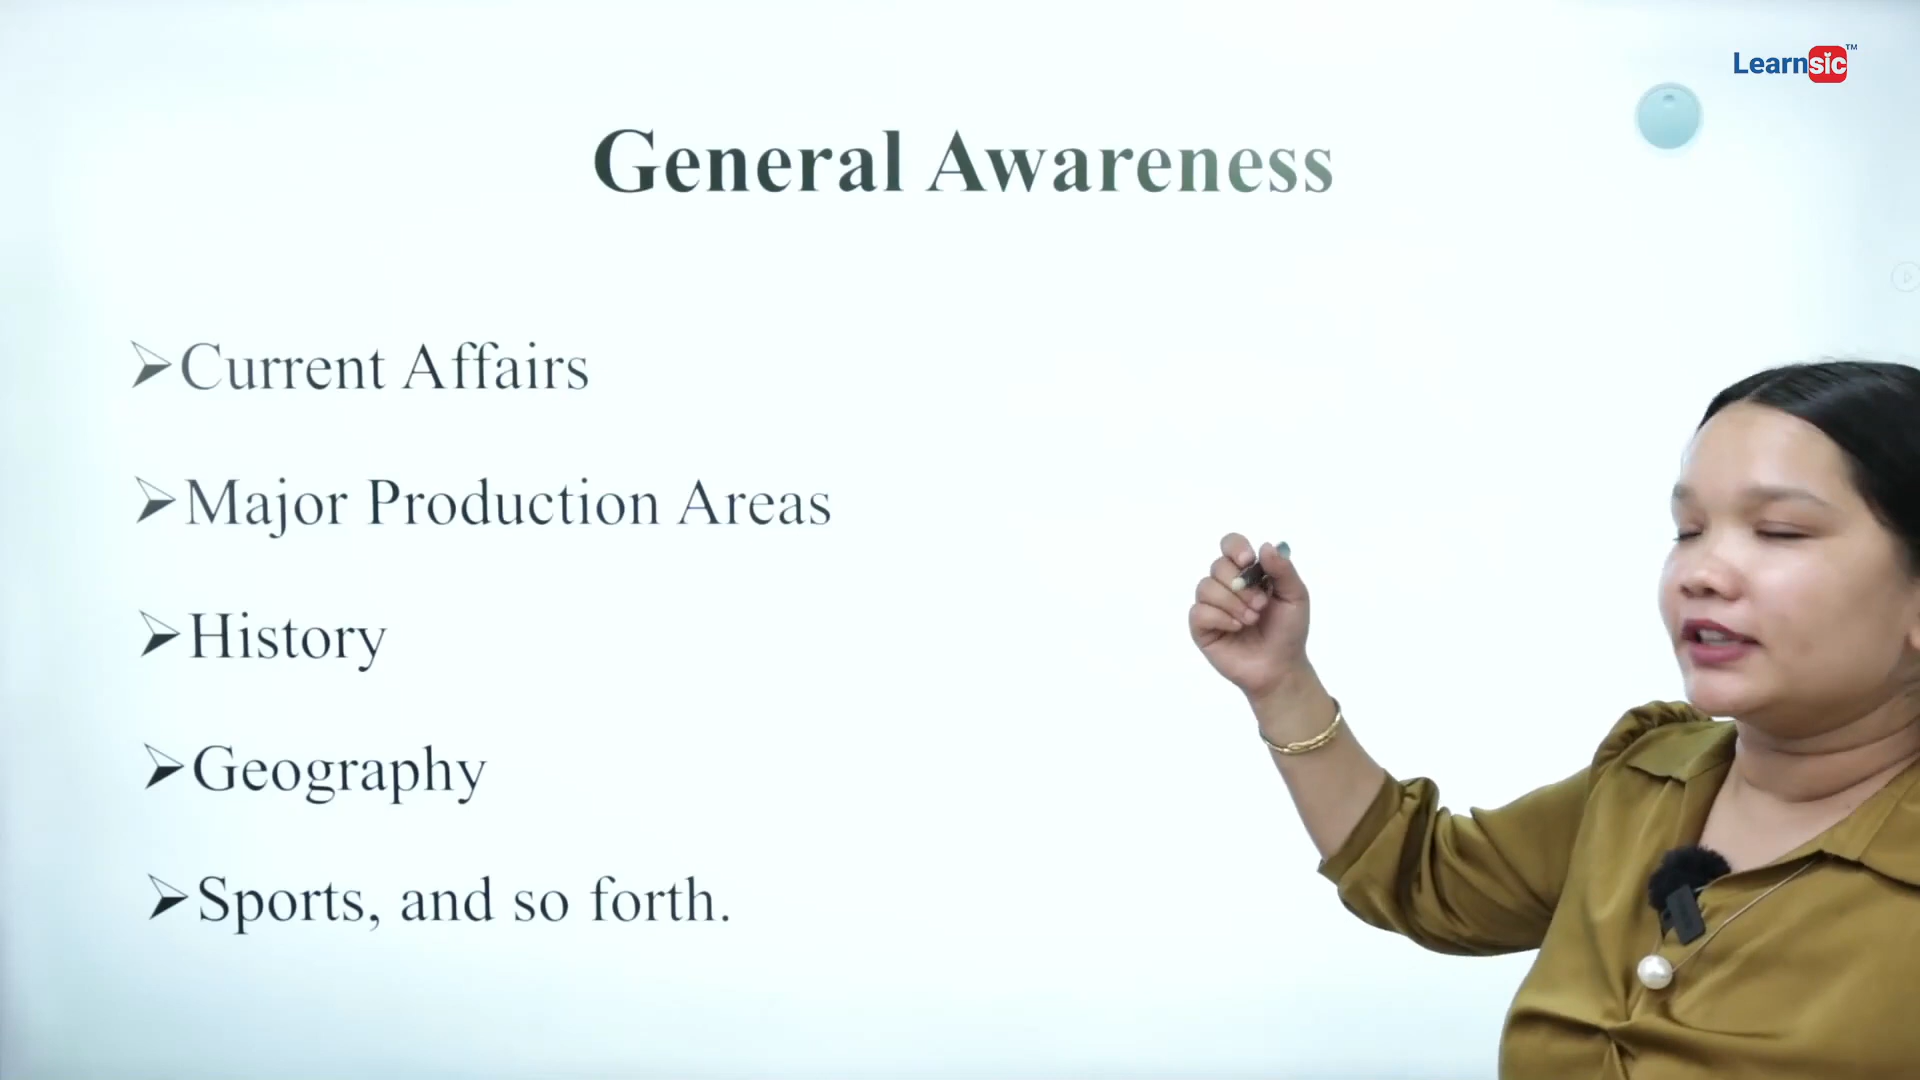 Learnsic™
General Awareness
➢Current Affairs
➢Major Production Areas
➢History
➢Geography
➢Sports, and so forth.